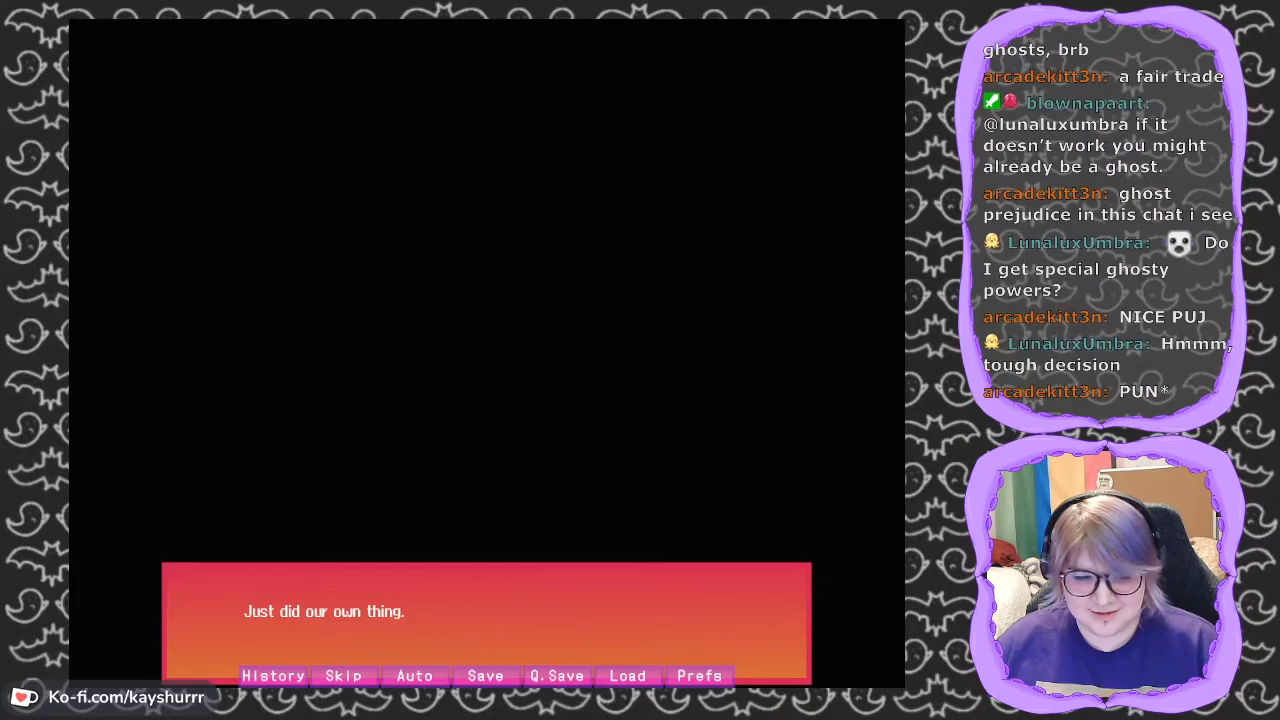 ghosts, brb
arcadekitt3n: a fair trade
blownapaart:
@lunaluxumbra if it
doesn’t work you might
already be a ghost.
arcadekitt3n: ghost
prejudice in this chat i see
LunaluxUmbra: Do
I get special ghosty
powers?
arcadekitt3n: NICE PUJ
LunaluxUmbra: Hmmm,
tough decision
arcadekitt3n: PUN*
Just did our own thing.
History Skip Auto Save Q.Save Load Prefs
Ko-fi.com/kayshurrr